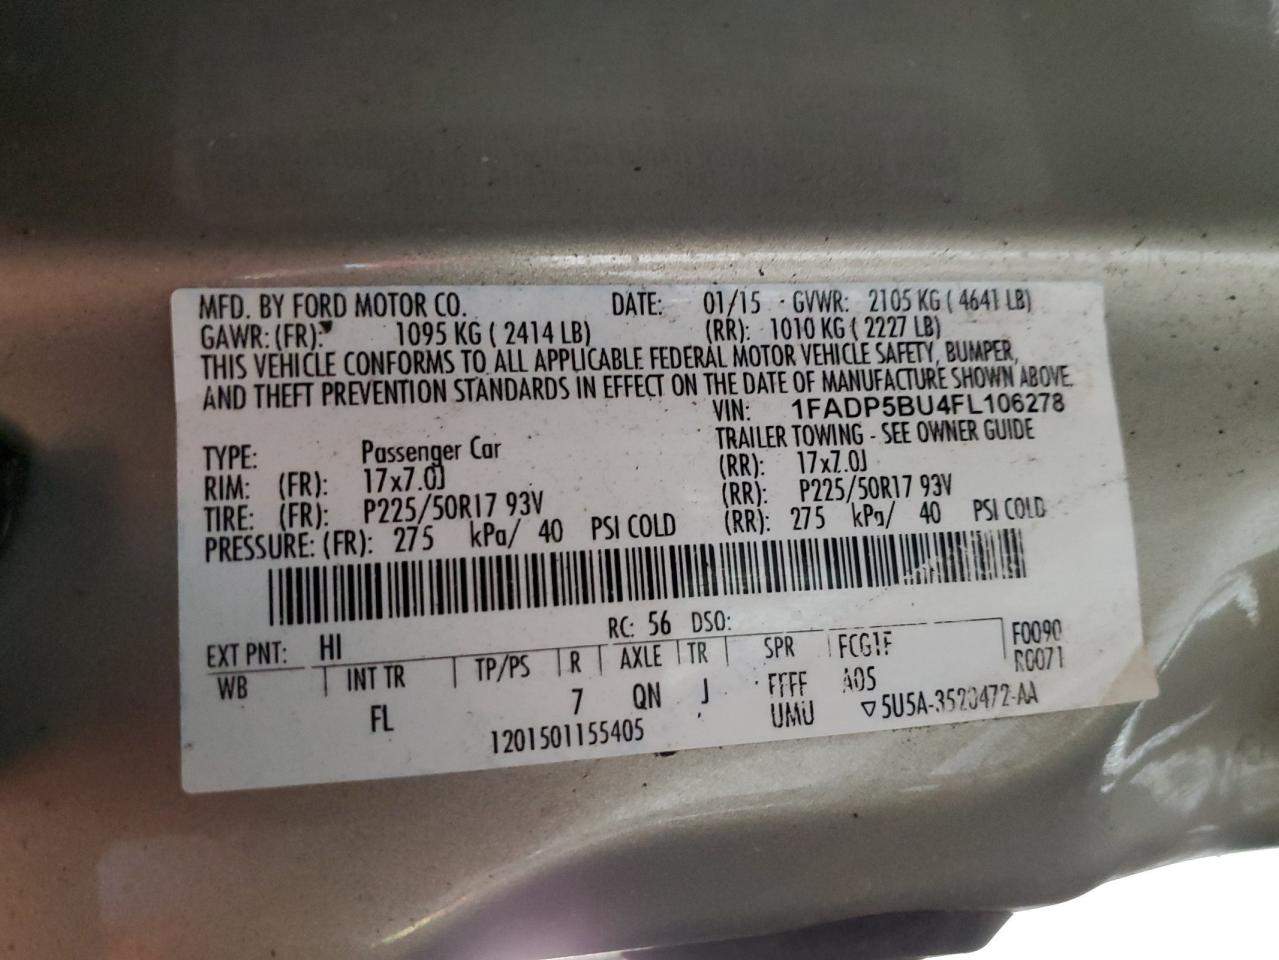 MFD. BY FORD MOTOR CO. DATE: 01/15 GVWR: 2105 KG ( 4641 LB)
GAWR: (FR): 1095 KG ( 2414 LB) (RR): 1010 KG ( 2227 LB)
THIS VEHICLE CONFORMS TO ALL APPLICABLE FEDERAL MOTOR VEHICLE SAFETY, BUMPER,
AND THEFT PREVENTION STANDARDS IN EFFECT ON THE DATE OF MANUFACTURE SHOWN ABOVE.
VIN: 1FADP5BU4FL106278
TYPE: Passenger Car TRAILER TOWING - SEE OWNER GUIDE
RIM: (FR): 17x7.0J (RR): 17x7.0J
TIRE: (FR): P225/50R17 93V (RR): P225/50R17 93V
PRESSURE: (FR): 275 kPa/ 40 PSI COLD (RR): 275 kPa/ 40 PSI COLD
EXT PNT: HI RC: 56 DSO: F0090
WB INT TR TP/PS R AXLE TR SPR FCG1F R0071
FL 7 QN J FFFF A05
1201501155405 UMU ▽5U5A-3520472-AA